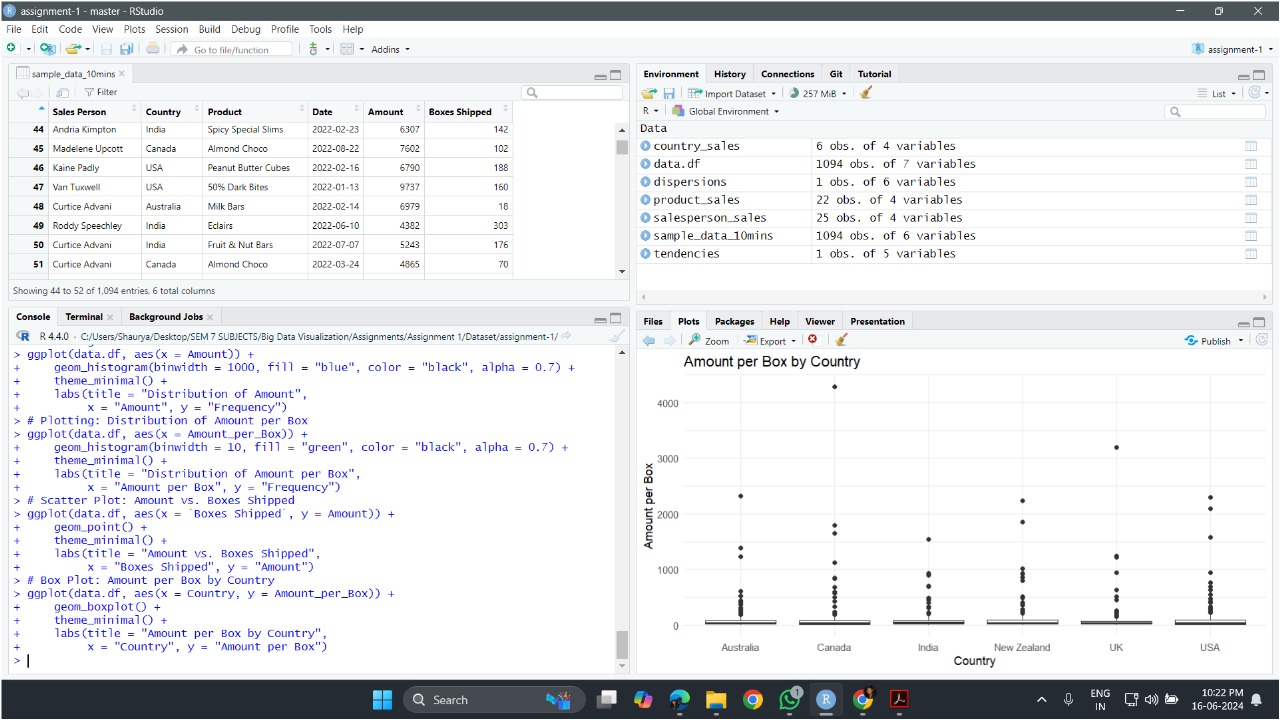 assignment-1 - master - RStudio
File Edit Code View Plots Session Build Debug Profile Tools Help
Go to file/function Addins assignment-1
sample_data_10mins
Filter
Sales Person Country Product Date Amount Boxes Shipped
44 Andria Kimpton India Spicy Special Slims 2022-02-23 6307 142
45 Madelene Upcott Canada Almond Choco 2022-08-22 7602 102
46 Kaine Padly USA Peanut Butter Cubes 2022-02-16 6790 188
47 Van Tuxwell USA 50% Dark Bites 2022-01-13 9737 160
48 Curtice Advani Australia Milk Bars 2022-02-14 6979 18
49 Roddy Speechley India Eclairs 2022-06-10 4382 303
50 Curtice Advani India Fruit & Nut Bars 2022-07-07 5243 176
51 Curtice Advani Canada Almond Choco 2022-03-24 4865 70
Showing 44 to 52 of 1,094 entries, 6 total columns
Console Terminal Background Jobs
R 4.4.0 · C:/Users/Shaurya/Desktop/SEM 7 SUBJECTS/Big Data Visualization/Assignments/Assignment 1/Dataset/assignment-1/
> ggplot(data.df, aes(x = Amount)) +
+ geom_histogram(binwidth = 1000, fill = "blue", color = "black", alpha = 0.7) +
+ theme_minimal() +
+ labs(title = "Distribution of Amount",
+ x = "Amount", y = "Frequency")
> # Plotting: Distribution of Amount per Box
> ggplot(data.df, aes(x = Amount_per_Box)) +
+ geom_histogram(binwidth = 10, fill = "green", color = "black", alpha = 0.7) +
+ theme_minimal() +
+ labs(title = "Distribution of Amount per Box",
+ x = "Amount per Box", y = "Frequency")
> # Scatter Plot: Amount vs. Boxes Shipped
> ggplot(data.df, aes(x = `Boxes Shipped`, y = Amount)) +
+ geom_point() +
+ theme_minimal() +
+ labs(title = "Amount vs. Boxes Shipped",
+ x = "Boxes Shipped", y = "Amount")
> # Box Plot: Amount per Box by Country
> ggplot(data.df, aes(x = Country, y = Amount_per_Box)) +
+ geom_boxplot() +
+ theme_minimal() +
+ labs(title = "Amount per Box by Country",
+ x = "Country", y = "Amount per Box")
>
Environment History Connections Git Tutorial
Import Dataset 257 MiB List
R Global Environment
Data
country_sales 6 obs. of 4 variables
data.df 1094 obs. of 7 variables
dispersions 1 obs. of 6 variables
product_sales 22 obs. of 4 variables
salesperson_sales 25 obs. of 4 variables
sample_data_10mins 1094 obs. of 6 variables
tendencies 1 obs. of 5 variables
Files Plots Packages Help Viewer Presentation
Zoom Export Publish
Amount per Box by Country
Amount per Box
4000
3000
2000
1000
0
Australia Canada India New Zealand UK USA
Country
Search
1
ENG
IN
10:22 PM
16-06-2024